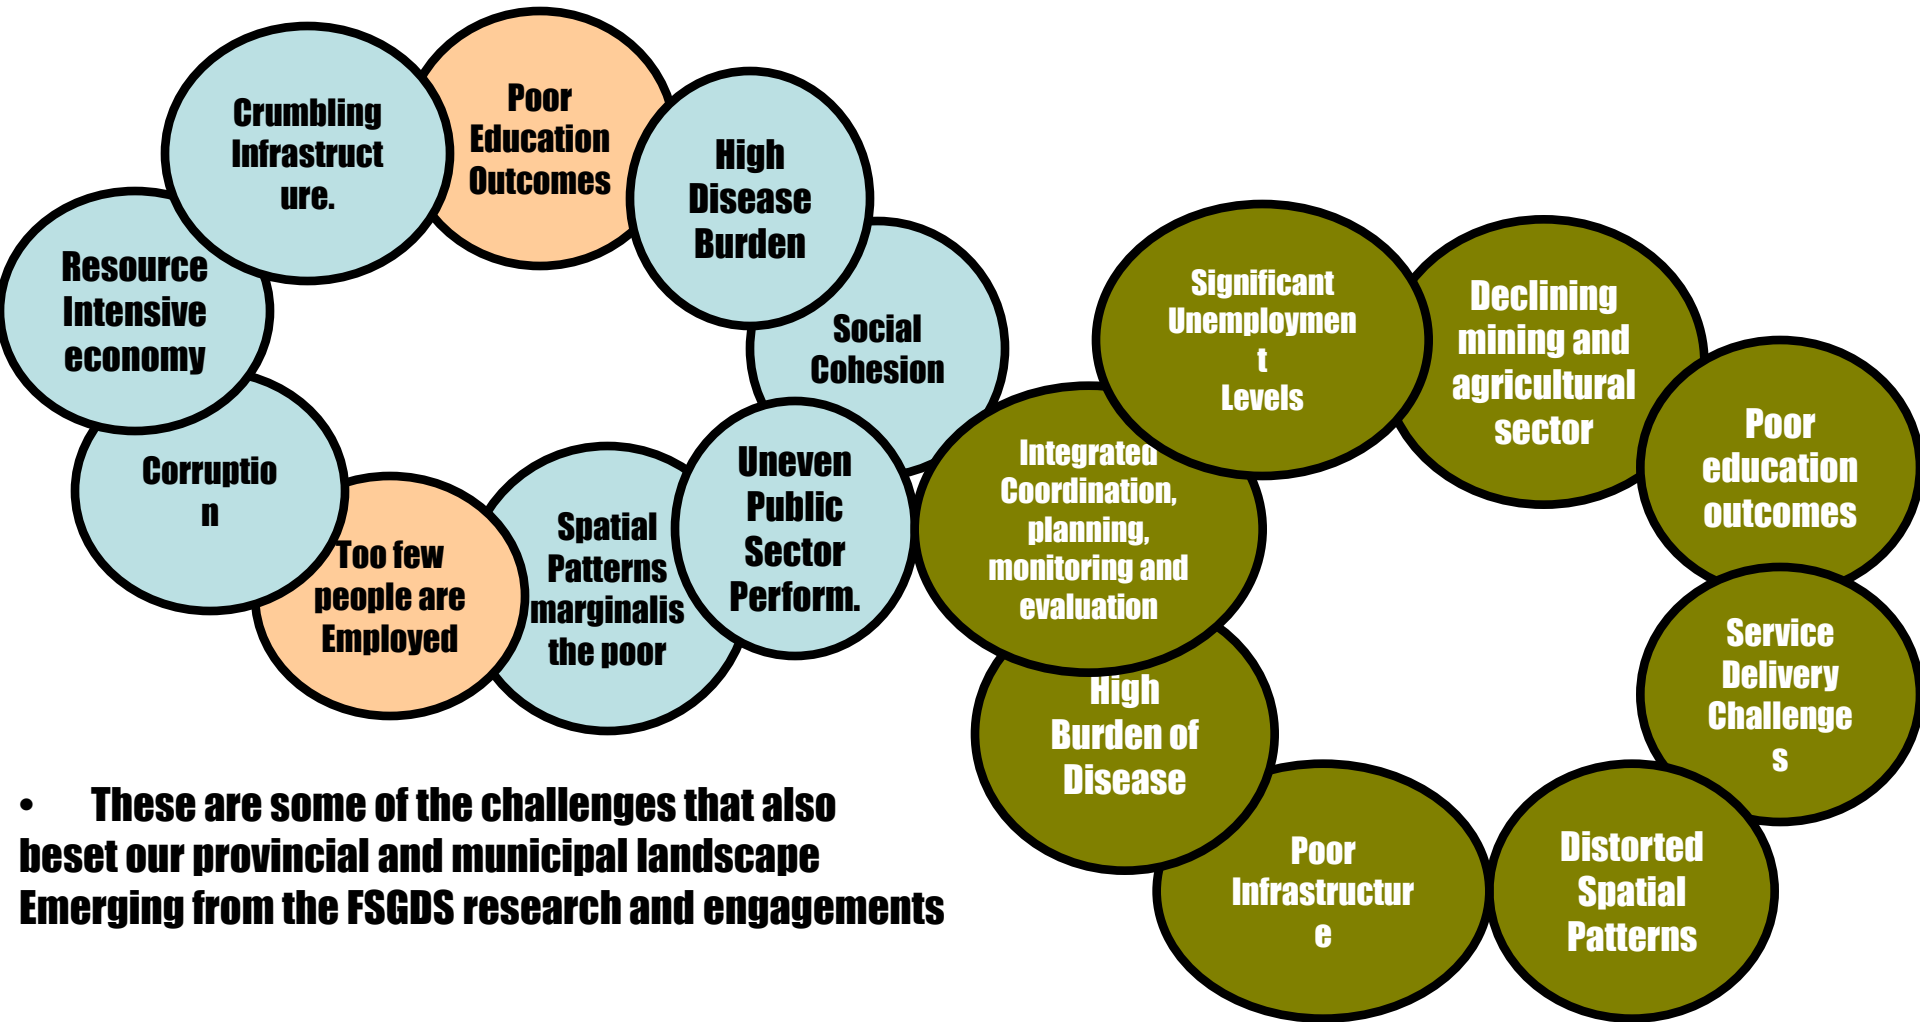 Crumbling
Infrastruct
ure.
Poor
Education
Outcomes
High
Disease
Burden
Resource
Intensive
economy
Social
Cohesion
Corruptio
n
Too few
people are
Employed
Spatial
Patterns
marginalis
the poor
Uneven
Public
Sector
Perform.
Integrated
Coordination,
planning,
monitoring and
evaluation
Significant
Unemploymen
t
Levels
Declining
mining and
agricultural
sector
Poor
education
outcomes
Service
Delivery
Challenge
s
Distorted
Spatial
Patterns
Poor
Infrastructur
e
High
Burden of
Disease
• These are some of the challenges that also
beset our provincial and municipal landscape
Emerging from the FSGDS research and engagements